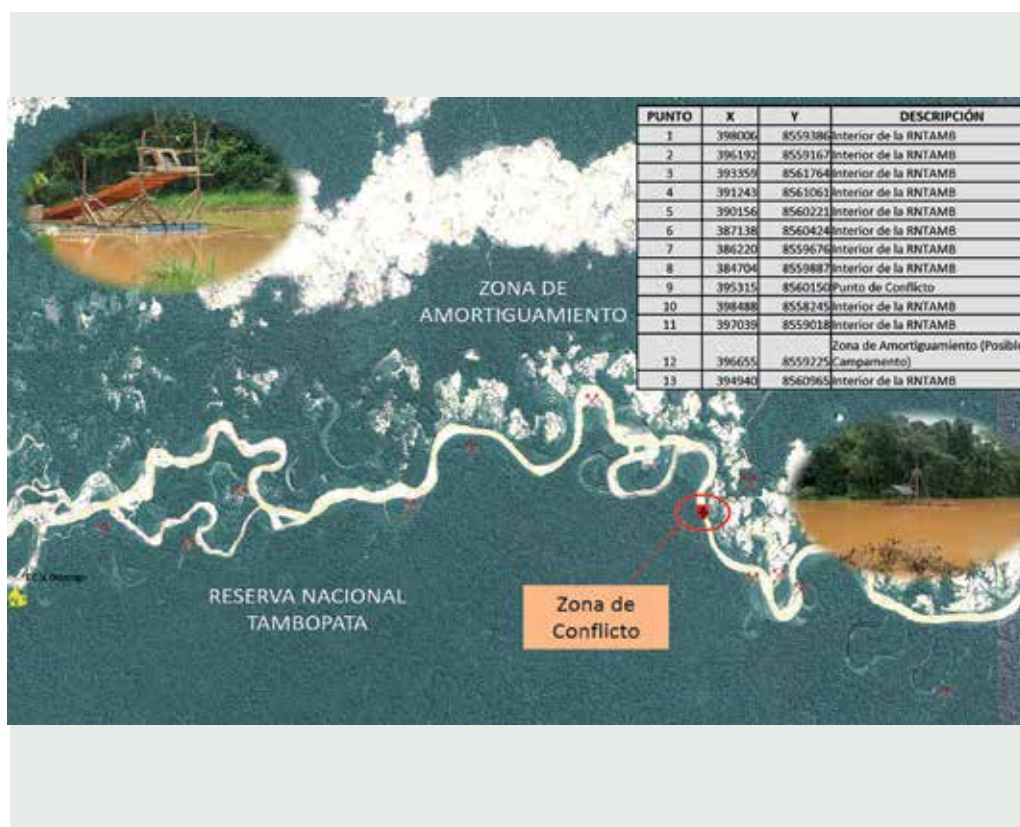 PUNTO X Y DESCRIPCIÓN
1 398006 8559386 Interior de la RNTAMB
2 396192 8559167 Interior de la RNTAMB
3 393359 8561764 Interior de la RNTAMB
4 391243 8561061 Interior de la RNTAMB
5 390156 8560221 Interior de la RNTAMB
6 387138 8560424 Interior de la RNTAMB
7 386220 8559676 Interior de la RNTAMB
8 384704 8559887 Interior de la RNTAMB
9 395315 8560150 Punto de Conflicto
10 398488 8558245 Interior de la RNTAMB
11 397039 8559018 Interior de la RNTAMB
Zona de Amortiguamiento (Posible
12 396655 8559225 Campamento)
13 394940 8560965 Interior de la RNTAMB
ZONA DE
AMORTIGUAMIENTO
RESERVA NACIONAL
TAMBOPATA
Zona de
Conflicto